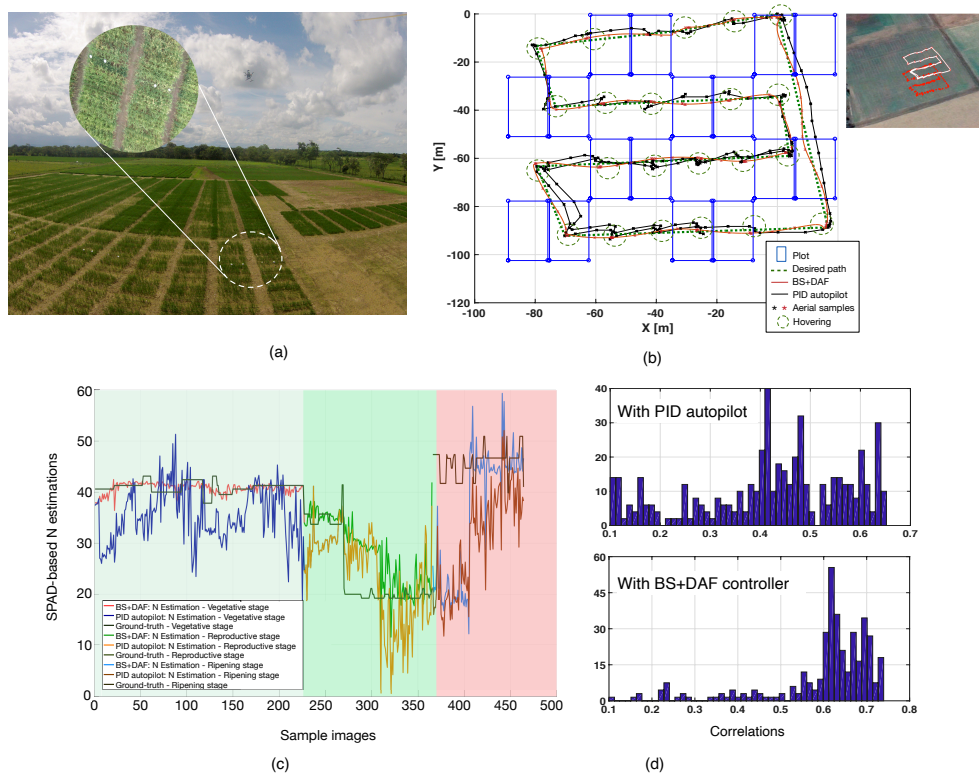 (a)
0
-20
-40
-60
-80
-100
-120
Y [m]
-100
-80
-60
-40
-20
X [m]
Plot
Desired path
BS+DAF
PID autopilot
Aerial samples
Hovering
(b)
60
50
40
30
20
10
0
SPAD-based N estimations
BS+DAF: N Estimation - Vegetative stage
PID autopilot: N Estimation - Vegetative stage
Ground-truth - Vegetative stage
BS+DAF: N Estimation - Reproductive stage
PID autopilot: N Estimation - Reproductive stage
Ground-truth - Reproductive stage
BS+DAF: N Estimation - Ripening stage
PID autopilot: N Estimation - Ripening stage
Ground-truth - Ripening stage
0 50 100 150 200 250 300 350 400 450 500
Sample images
(c)
40
30
20
10
0
With PID autopilot
0.1 0.2 0.3 0.4 0.5 0.6 0.7
60
45
30
15
0
With BS+DAF controller
0.1 0.2 0.3 0.4 0.5 0.6 0.7 0.8
Correlations
(d)